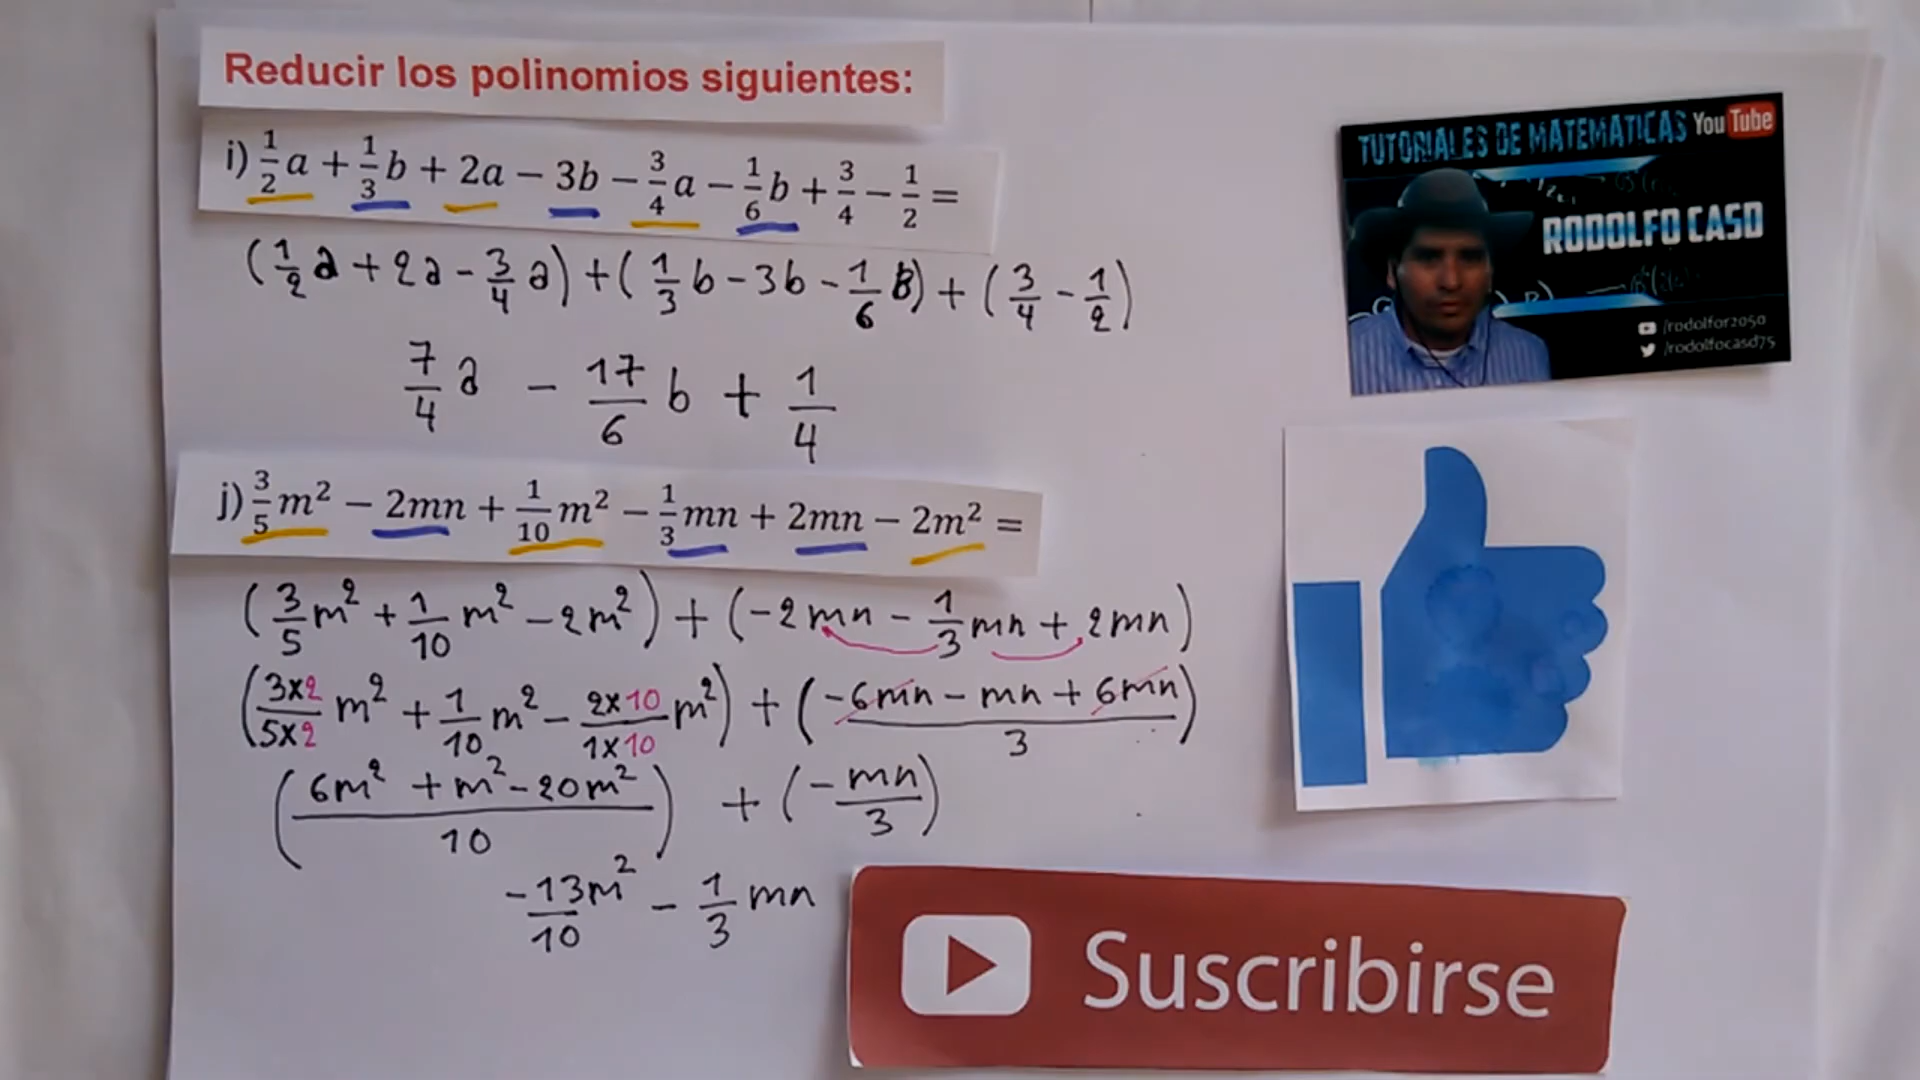 Reducir los polinomios siguientes:
i) 1/2 a + 1/3 b + 2a − 3b − 3/4 a − 1/6 b + 3/4 − 1/2 =
(1/2 a + 2a − 3/4 a) + (1/3 b − 3b − 1/6 b) + (3/4 − 1/2)
7/4 a − 17/6 b + 1/4
j) 3/5 m² − 2mn + 1/10 m² − 1/3 mn + 2mn − 2m² =
(3/5 m² + 1/10 m² − 2m²) + (−2mn − 1/3 mn + 2mn)
(3x2/5x2 m² + 1/10 m² − 2x10/1x10 m²) + (−6mn − mn + 6mn/3)
(6m² + m² − 20m²/10) + (−mn/3)
−13m²/10 − 1/3 mn
TUTORIALES DE MATEMATICAS YouTube
RODOLFO CASD
/rodolfor2050
/rodolfocasd75
Suscribirse